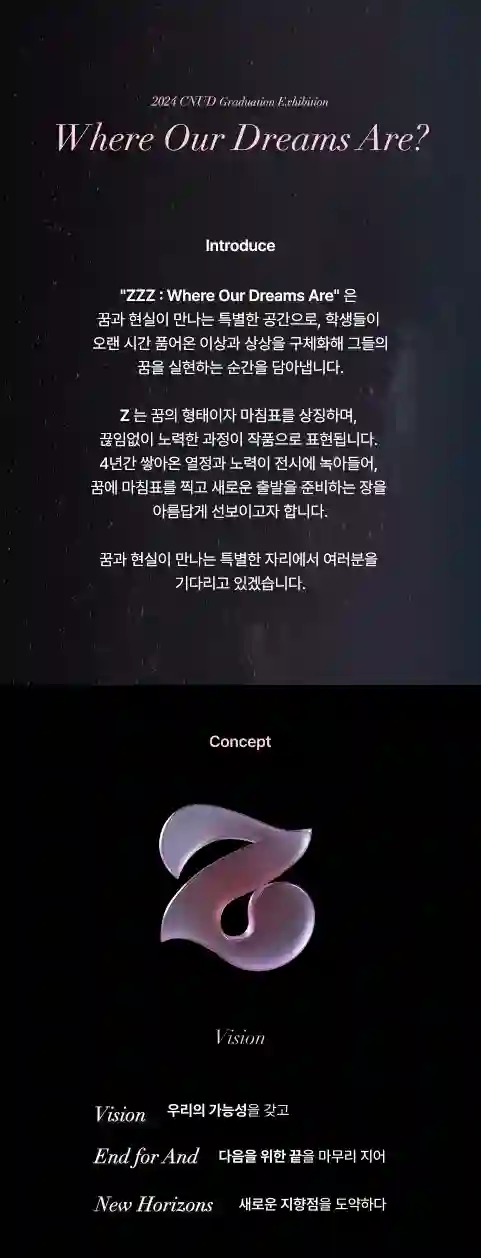 2024 CNUD Graduation Exhibition
Where Our Dreams Are?
Introduce
"ZZZ : Where Our Dreams Are" 은
꿈과 현실이 만나는 특별한 공간으로, 학생들이
오랜 시간 품어온 이상과 상상을 구체화해 그들의
꿈을 실현하는 순간을 담아냅니다.
Z 는 꿈의 형태이자 마침표를 상징하며,
끊임없이 노력한 과정이 작품으로 표현됩니다.
4년간 쌓아온 열정과 노력이 전시에 녹아들어,
꿈에 마침표를 찍고 새로운 출발을 준비하는 장을
아름답게 선보이고자 합니다.
꿈과 현실이 만나는 특별한 자리에서 여러분을
기다리고 있겠습니다.
Concept
Z
Vision
Vision 우리의 가능성을 갖고
End for And 다음을 위한 끝을 마무리 지어
New Horizons 새로운 지향점을 도약하다